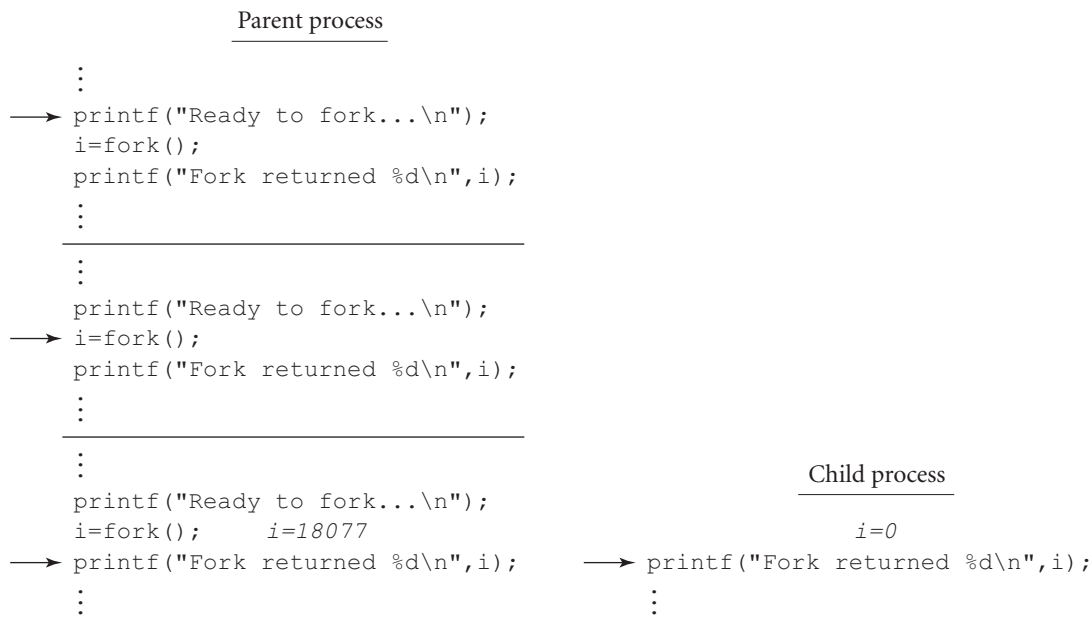 Parent process
⋮
printf("Ready to fork...\n");
i=fork();
printf("Fork returned %d\n",i);
⋮
⋮
printf("Ready to fork...\n");
i=fork();
printf("Fork returned %d\n",i);
⋮
⋮
printf("Ready to fork...\n");
i=fork(); i=18077
printf("Fork returned %d\n",i);
⋮
Child process
i=0
printf("Fork returned %d\n",i);
⋮